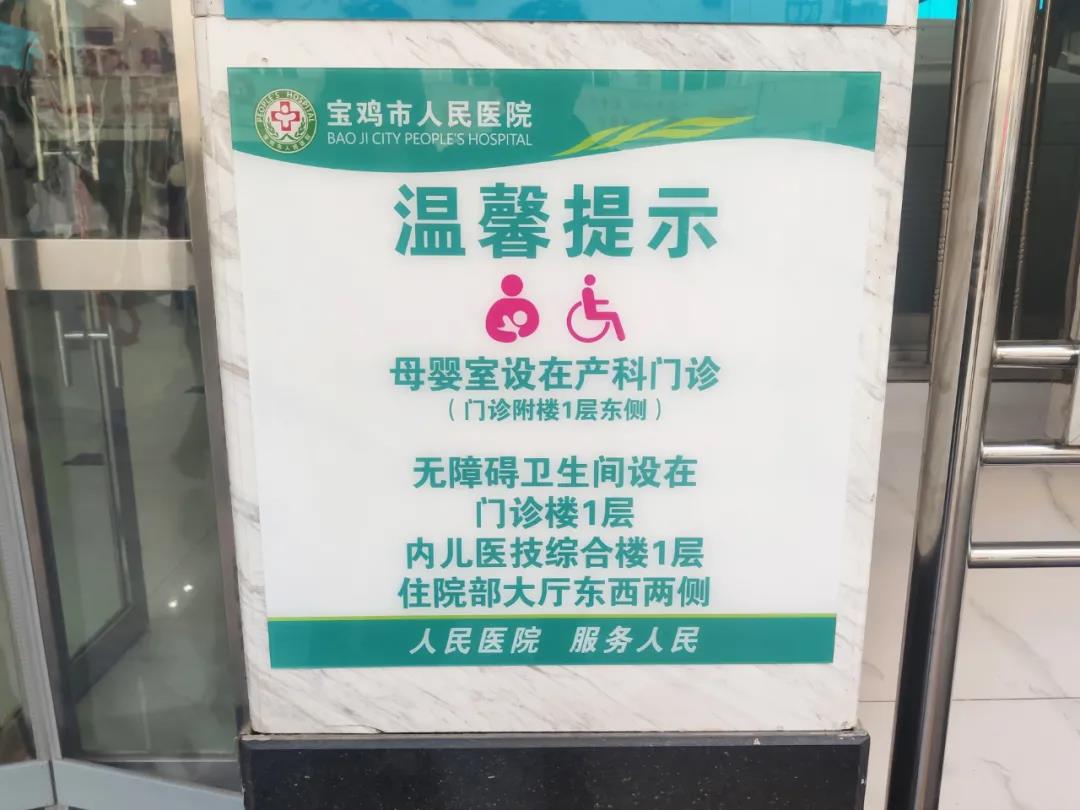 宝鸡市人民医院
BAO JI CITY PEOPLE'S HOSPITAL
PEOPLE'S HOSPITAL
温馨提示
母婴室设在产科门诊
（门诊附楼1层东侧）
无障碍卫生间设在
门诊楼1层
内儿医技综合楼1层
住院部大厅东西两侧
人民医院 服务人民